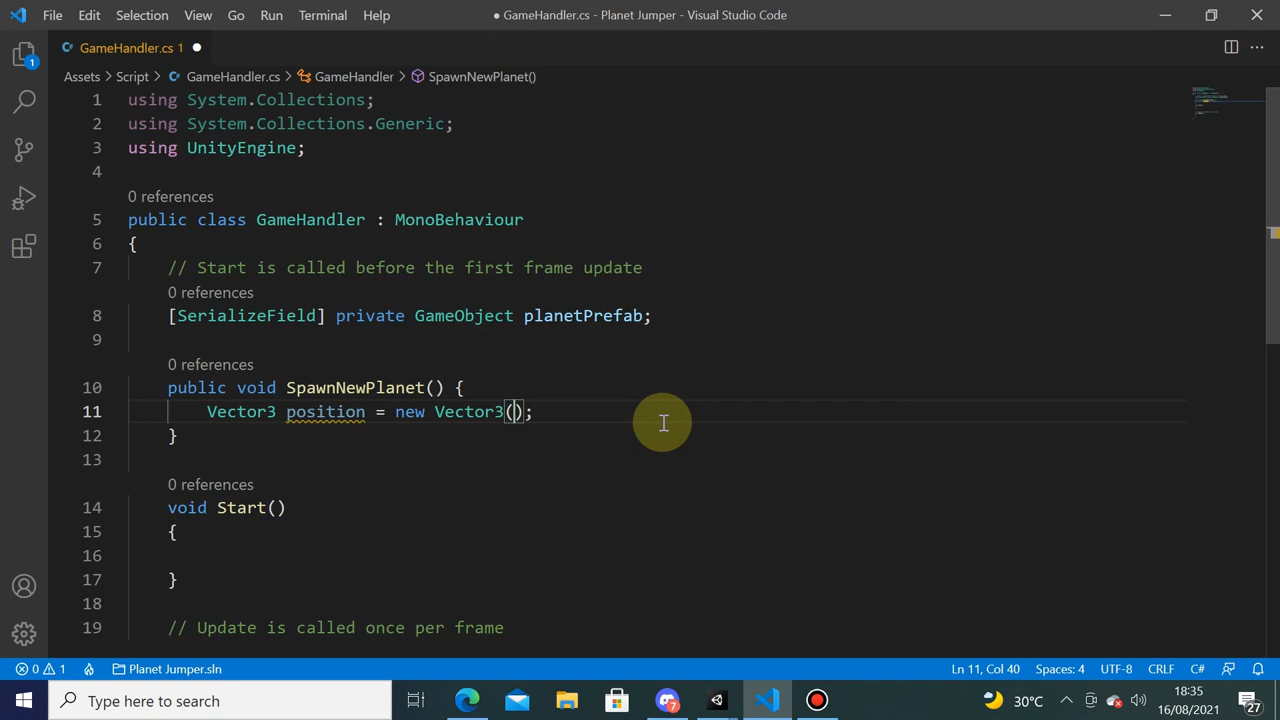 File Edit Selection View Go Run Terminal Help ● GameHandler.cs - Planet Jumper - Visual Studio Code
GameHandler.cs 1 ●
Assets > Script > GameHandler.cs > GameHandler > SpawnNewPlanet()
1 using System.Collections;
2 using System.Collections.Generic;
3 using UnityEngine;
4
0 references
5 public class GameHandler : MonoBehaviour
6 {
7 // Start is called before the first frame update
0 references
8 [SerializeField] private GameObject planetPrefab;
9
0 references
10 public void SpawnNewPlanet() {
11 Vector3 position = new Vector3();
12 }
13
0 references
14 void Start()
15 {
16
17 }
18
19 // Update is called once per frame
1
0 1 Planet Jumper.sln Ln 11, Col 40 Spaces: 4 UTF-8 CRLF C#
Type here to search 7 30°C 18:35
16/08/2021 27